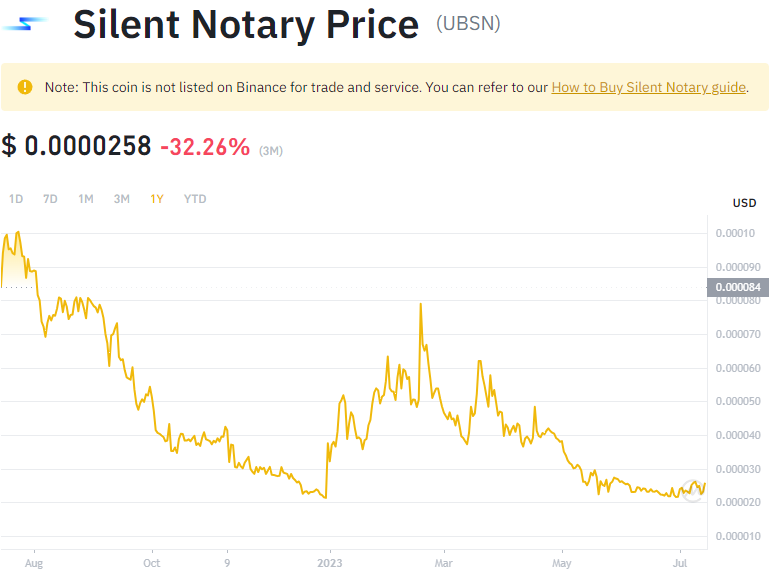 Silent Notary Price (UBSN)
Note: This coin is not listed on Binance for trade and service. You can refer to our How to Buy Silent Notary guide.
$ 0.0000258 -32.26% (3M)
1D 7D 1M 3M 1Y YTD
USD
0.00010
0.000090
0.000084
0.000080
0.000070
0.000060
0.000050
0.000040
0.000030
0.000020
0.000010
Aug Oct 9 2023 Mar May Jul